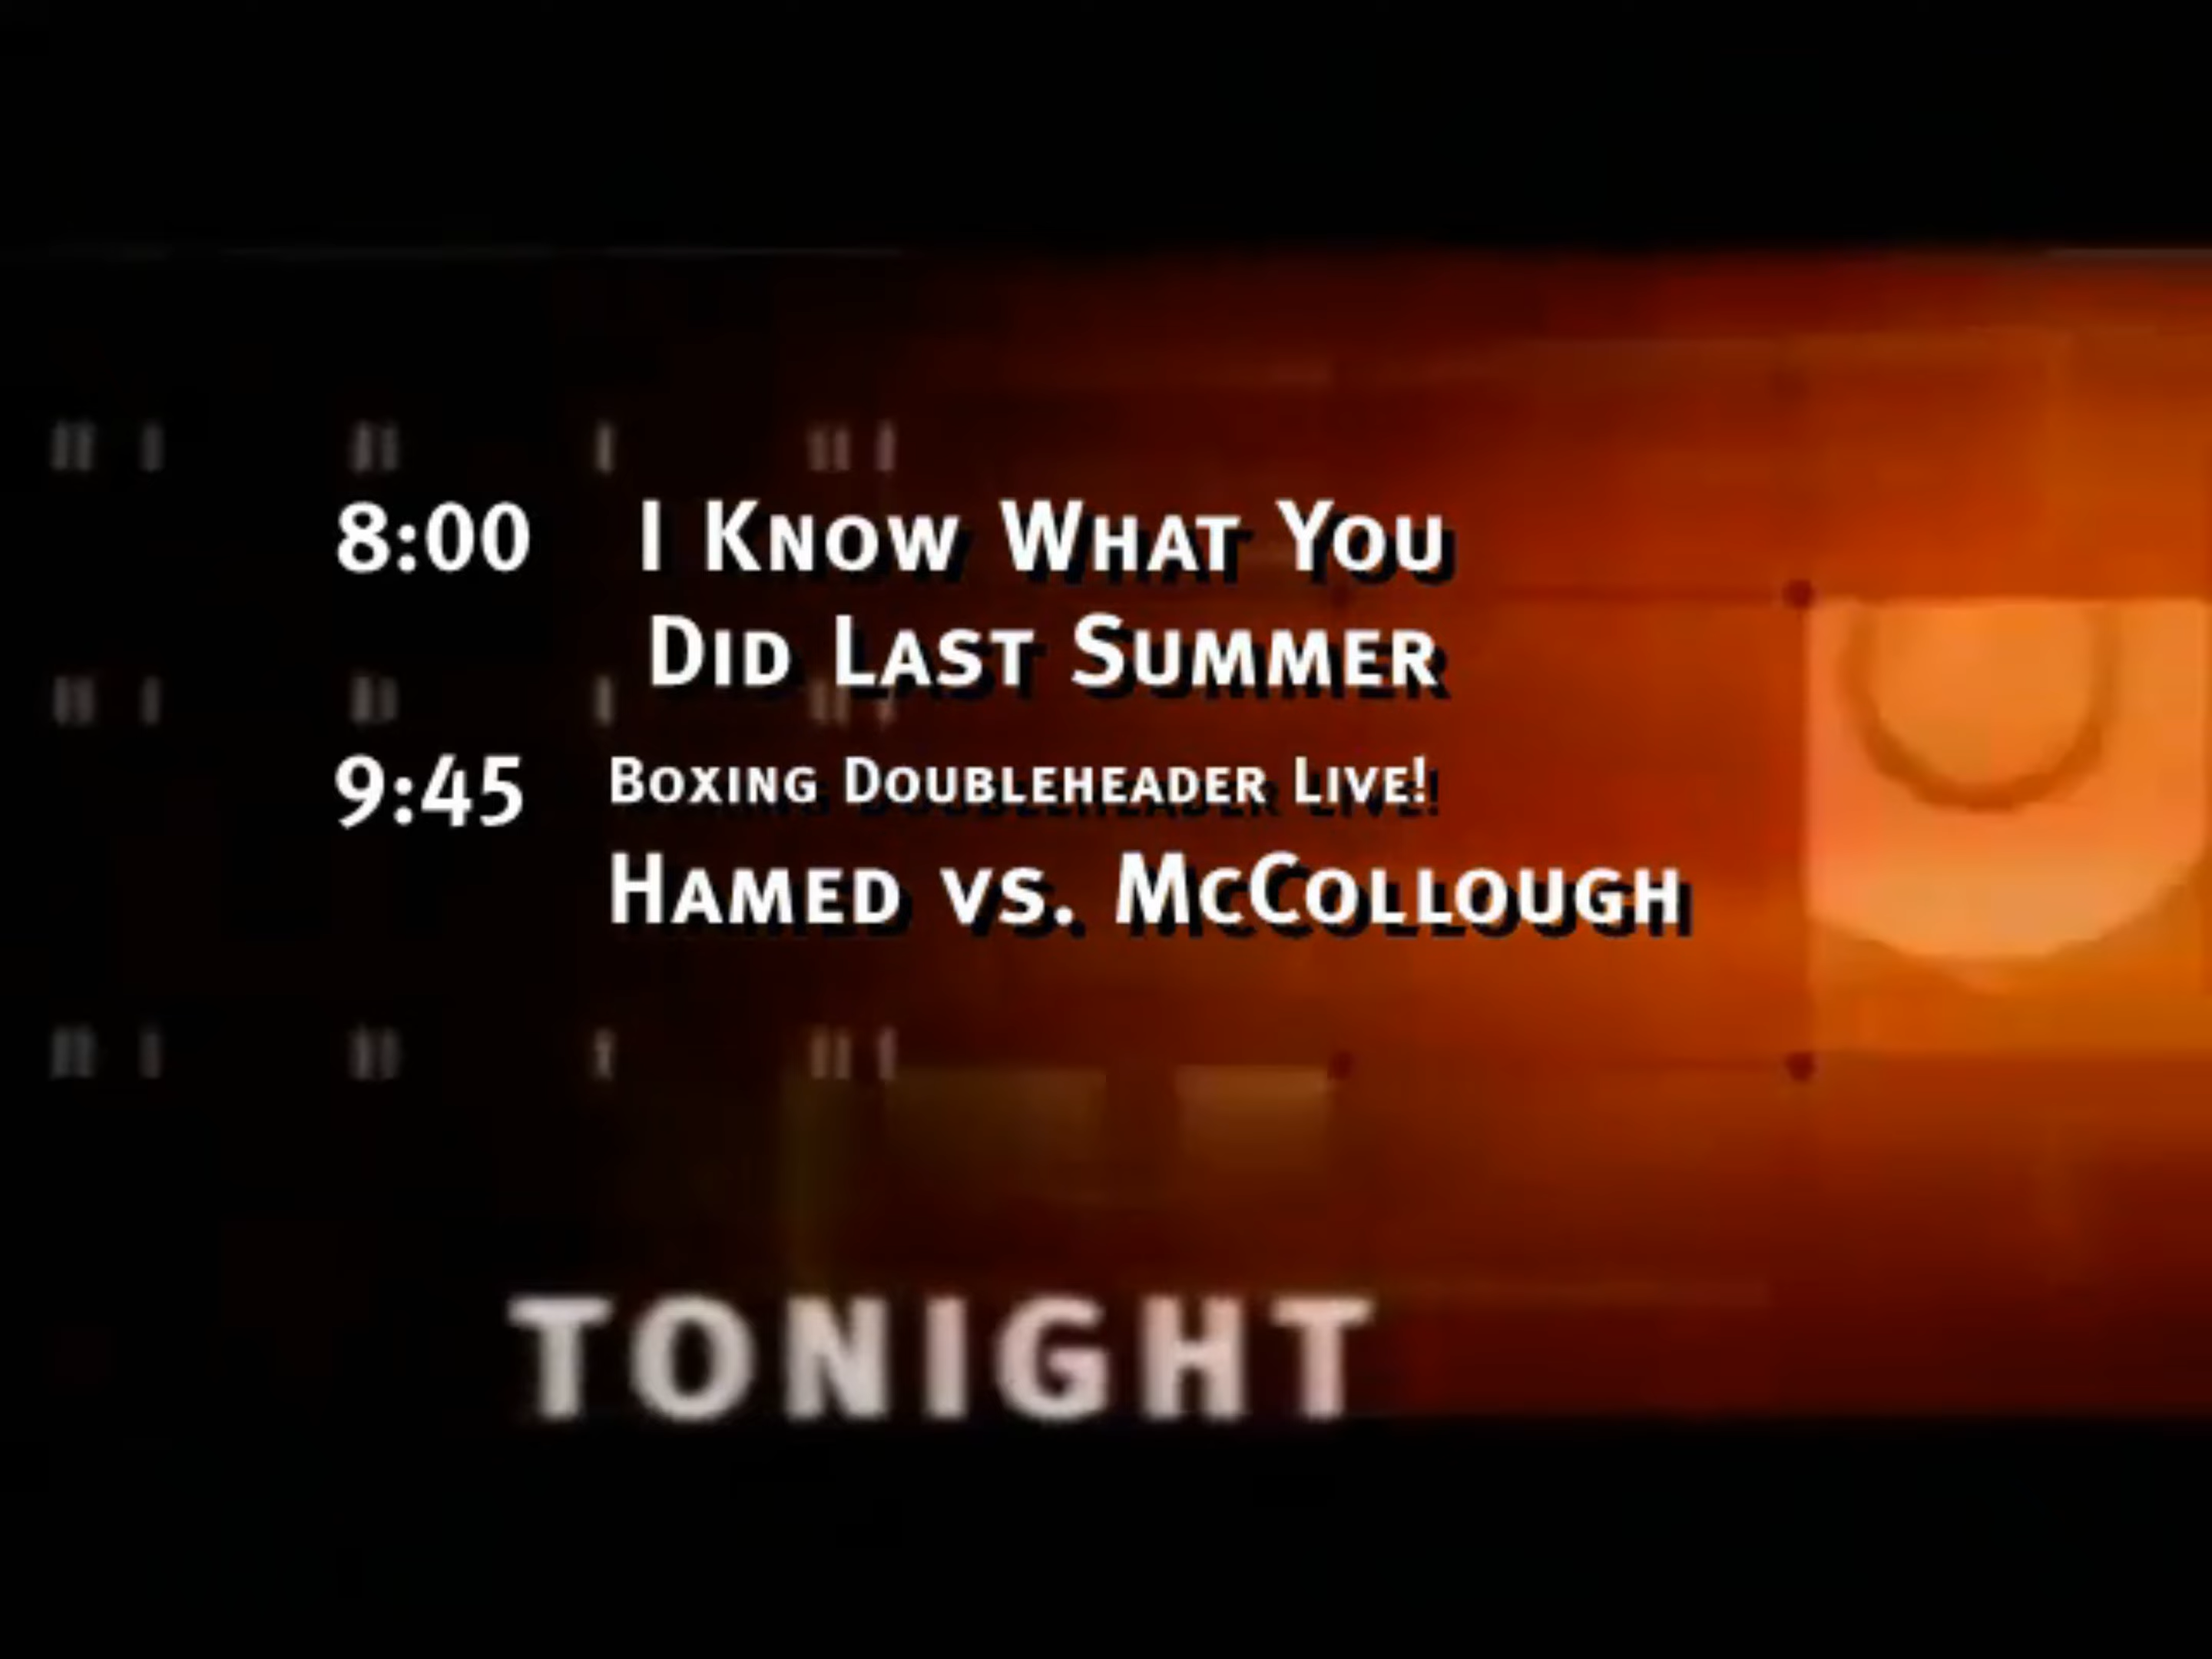 8:00 I Know What You
Did Last Summer
9:45 Boxing Doubleheader Live!
Hamed vs. McCollough
TONIGHT